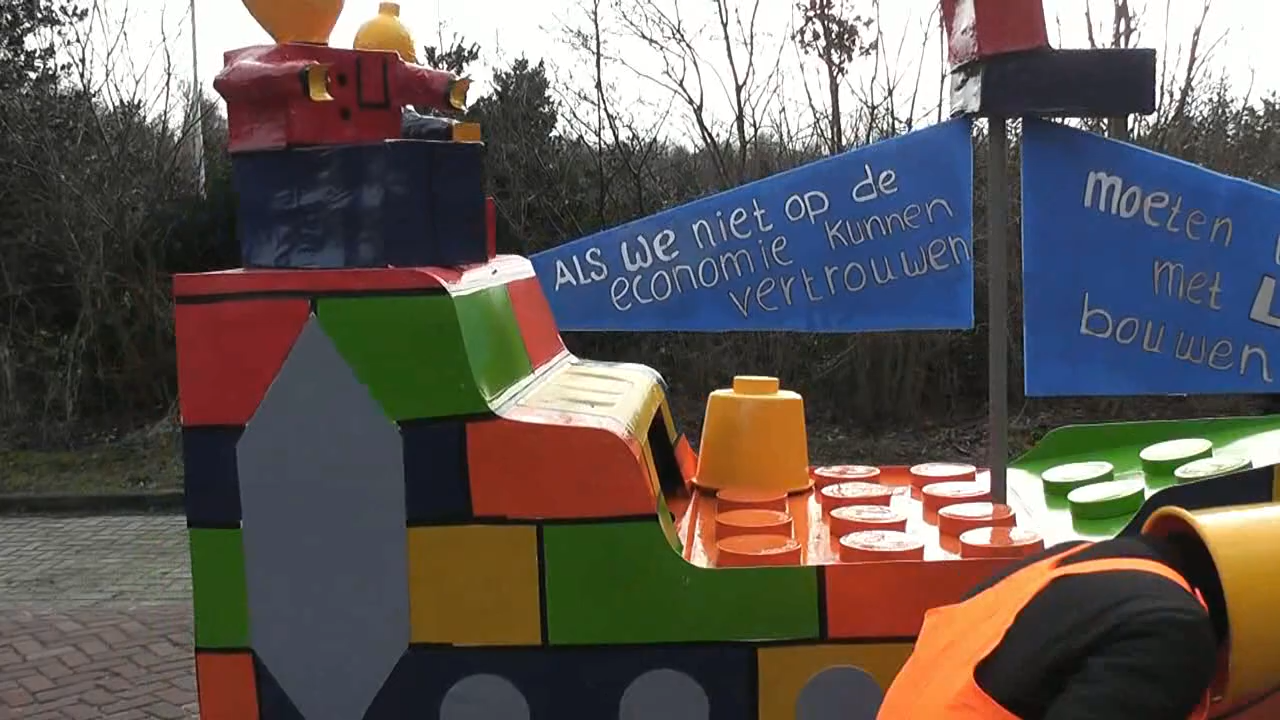 ALS we niet op de
economie kunnen
vertrouwen
moeten
met
bouwen